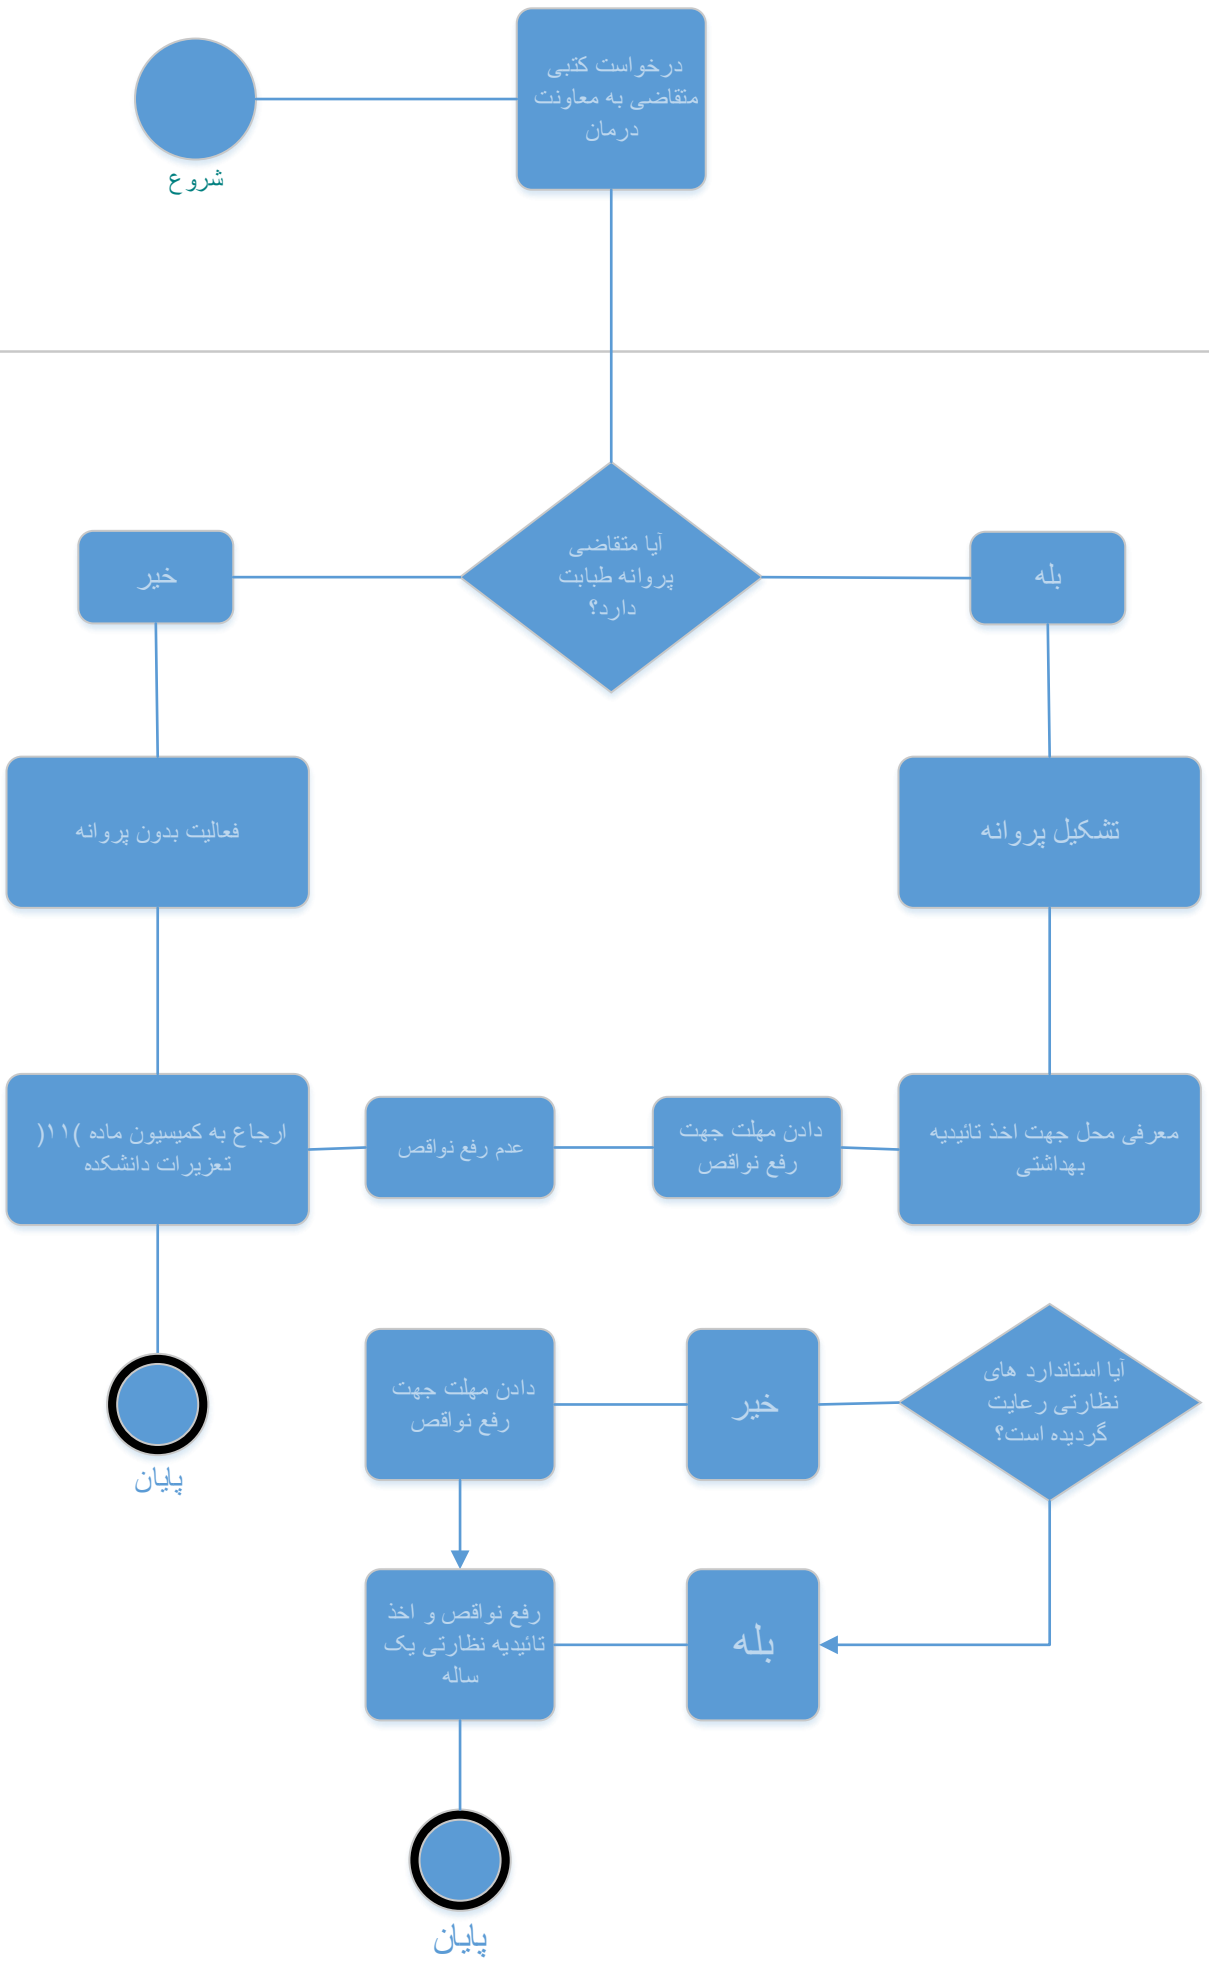 درخواست کتبی
متقاضی به معاونت
درمان
شروع
آیا متقاضی
پروانه طبابت
دارد؟
بله
خیر
تشکیل پروانه
فعالیت بدون پروانه
معرفی محل جهت اخذ تائیدیه
بهداشتی
دادن مهلت جهت
رفع نواقص
عدم رفع نواقص
ارجاع به کمیسیون ماده )۱۱(
تعزیرات دانشکده
آیا استاندارد های
نظارتی رعایت
گردیده است؟
خیر
دادن مهلت جهت
رفع نواقص
پایان
بله
رفع نواقص و اخذ
تائیدیه نظارتی یک
ساله
پایان